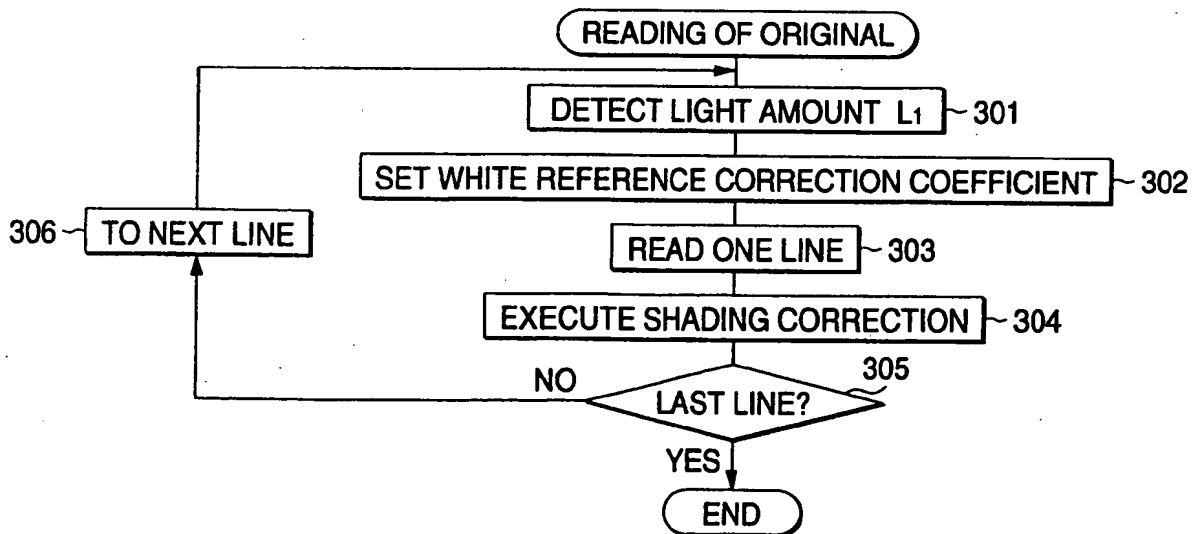 READING OF ORIGINAL
DETECT LIGHT AMOUNT L1 301
SET WHITE REFERENCE CORRECTION COEFFICIENT 302
306 TO NEXT LINE
READ ONE LINE 303
EXECUTE SHADING CORRECTION 304
305
NO
LAST LINE?
YES
END